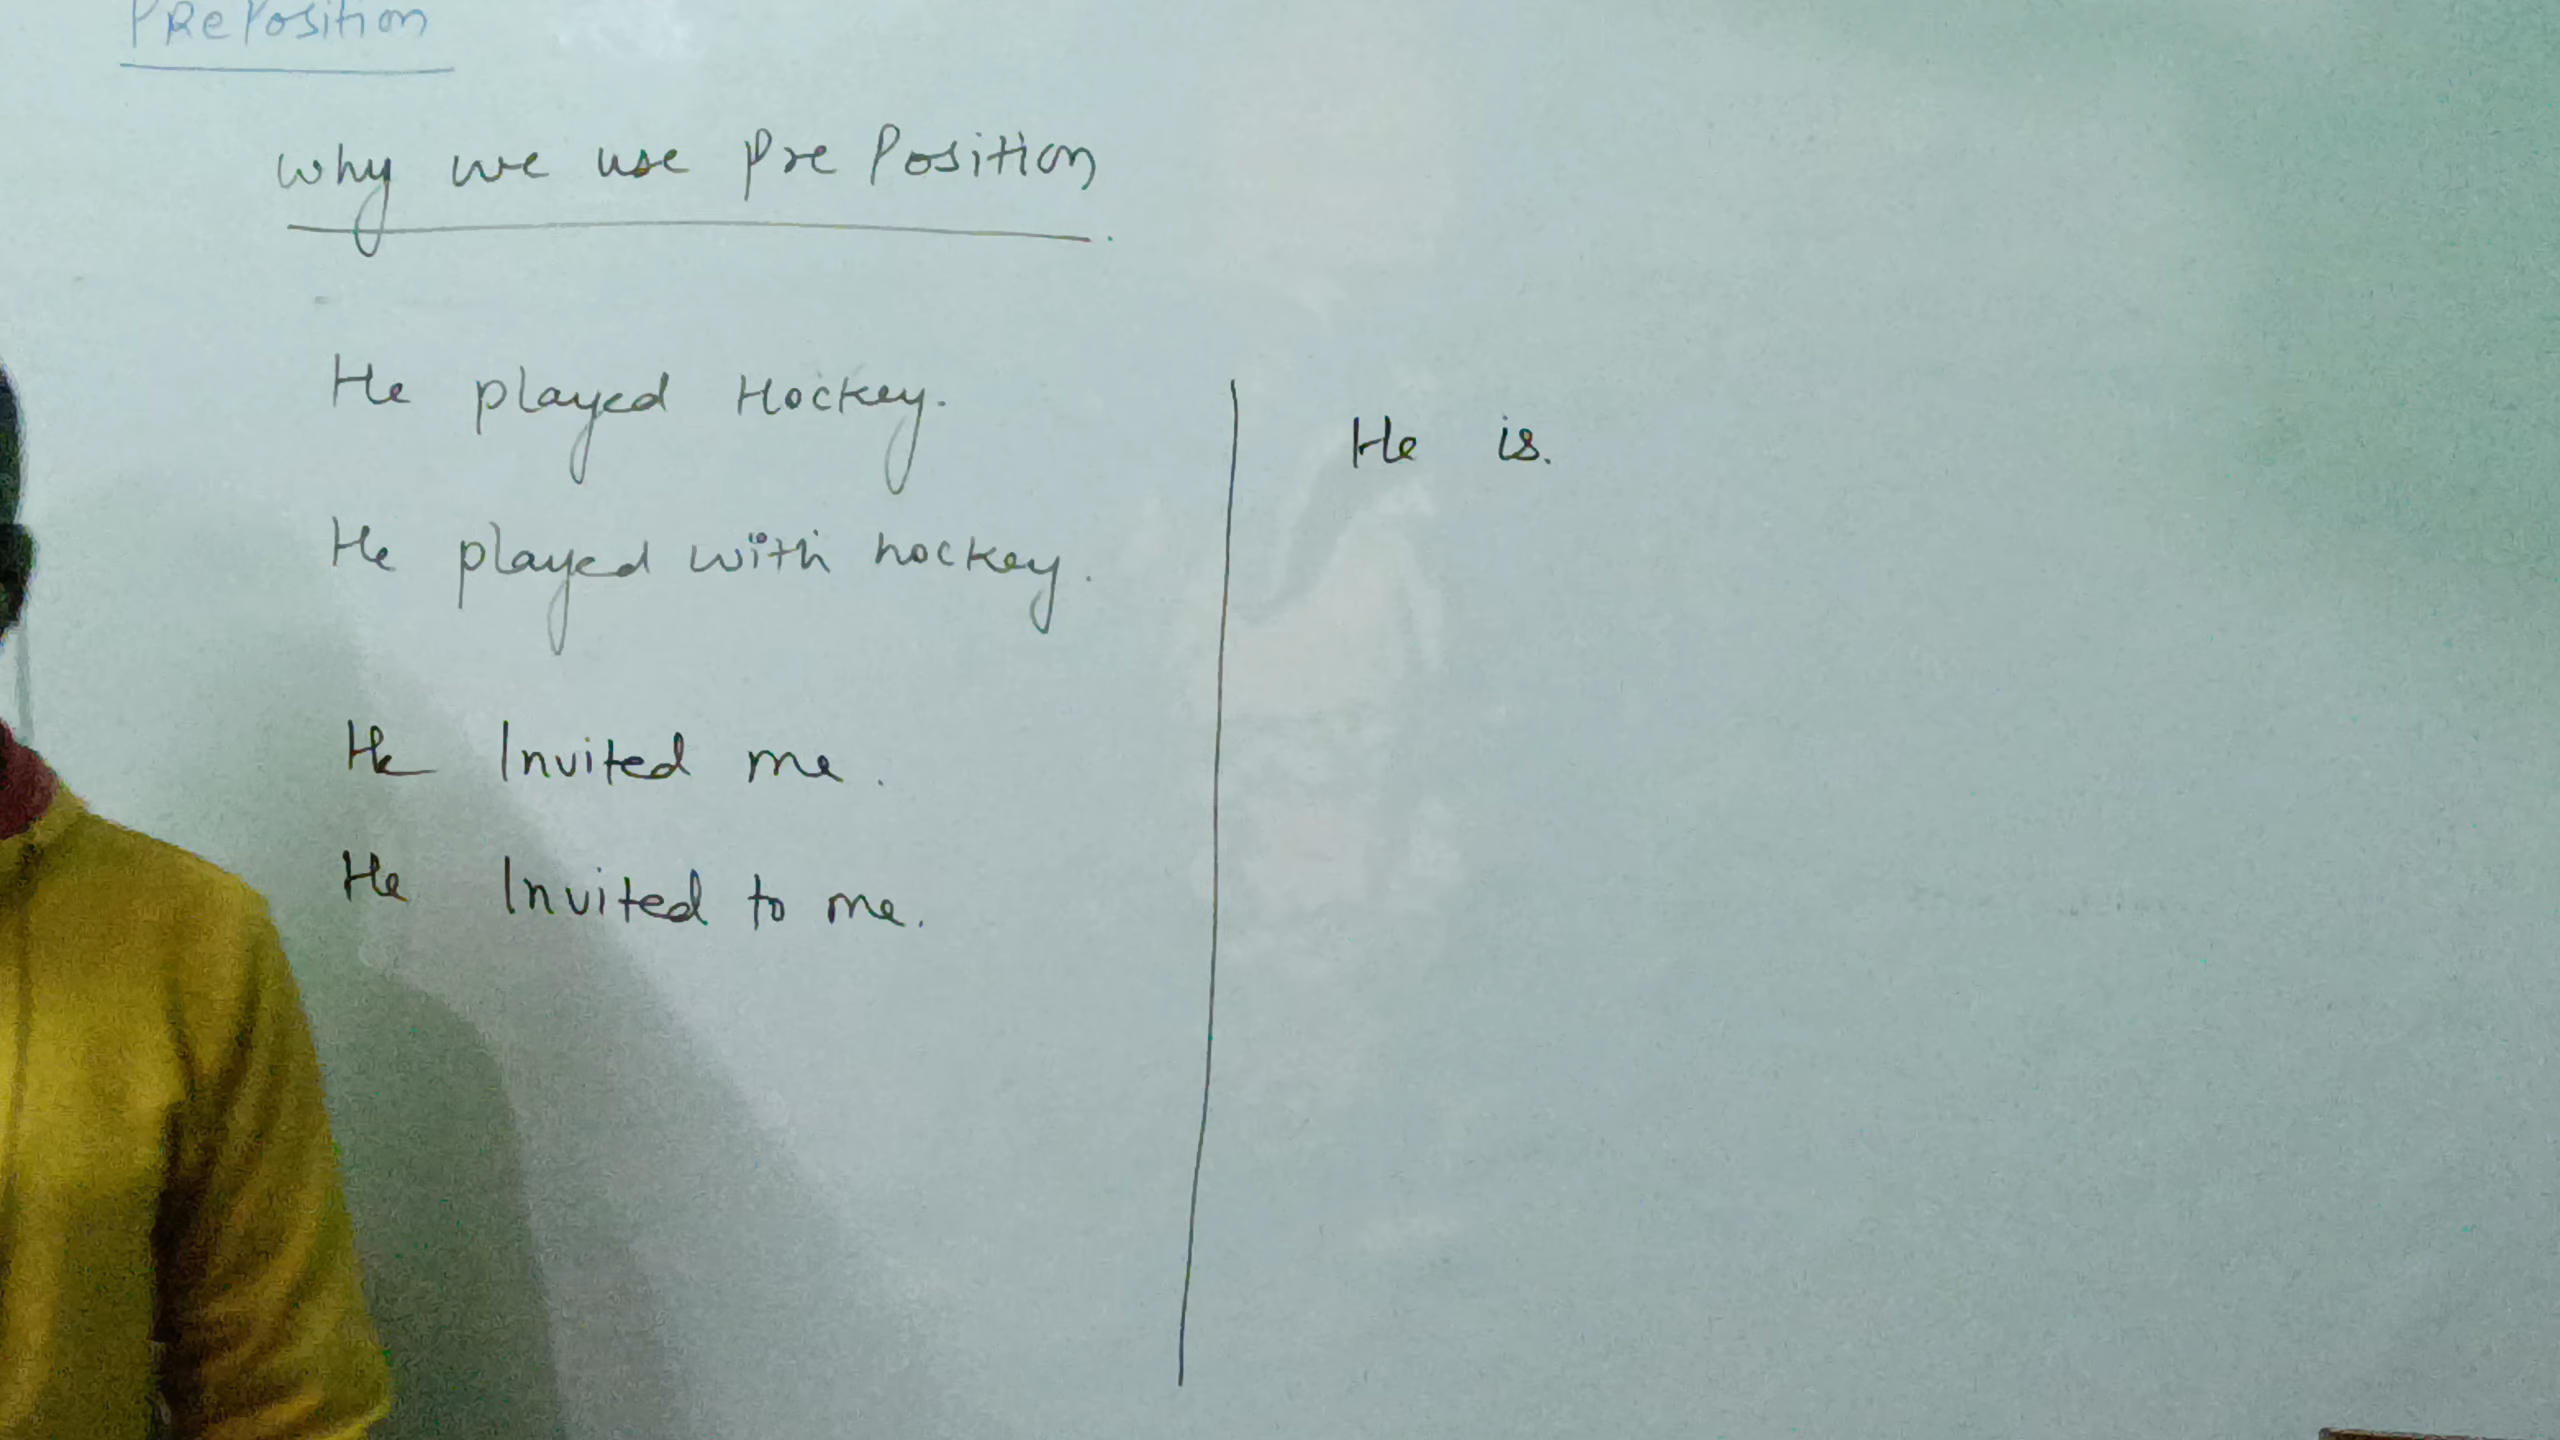 PRePosition
why we use Pre Position
He played Hockey.
He played with hockey.
He Invited me.
He Invited to me.
He is.